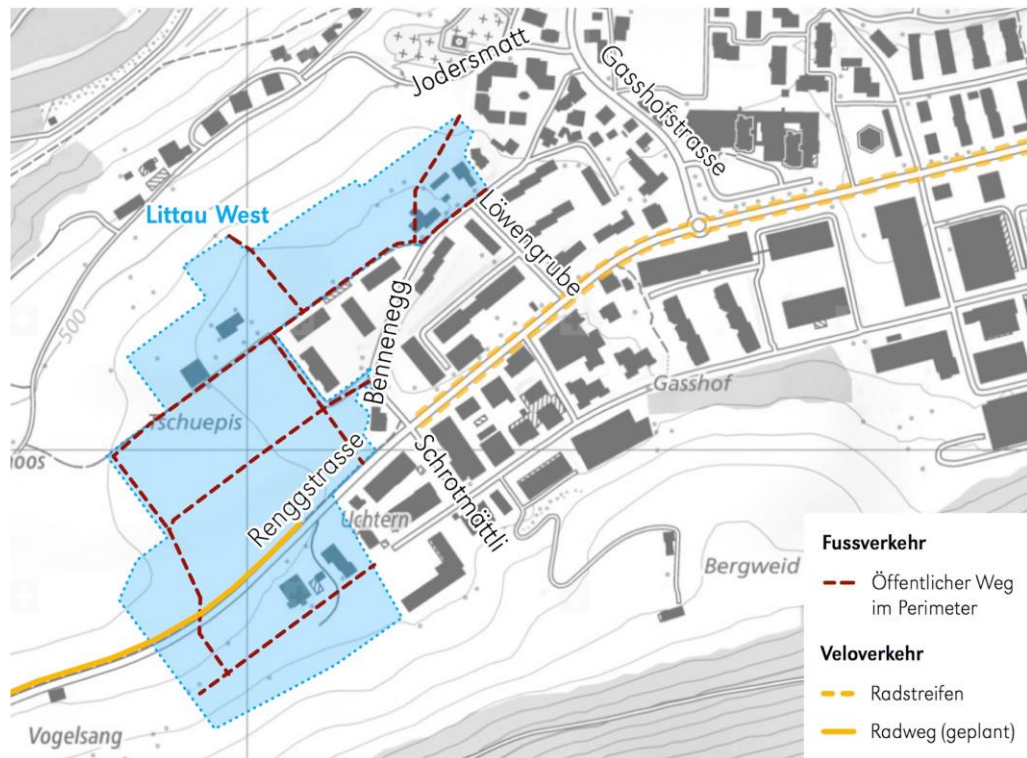 Jodersmatt
Gasshofstrasse
Littau West
Löwengrube
500
Bennenegg
Gasshof
Tschuepis
noos
Renggstrasse
Schrotmättli
Uchtern
Bergweid
Vogelsang
Fussverkehr
Öffentlicher Weg
im Perimeter
Veloverkehr
Radstreifen
Radweg (geplant)